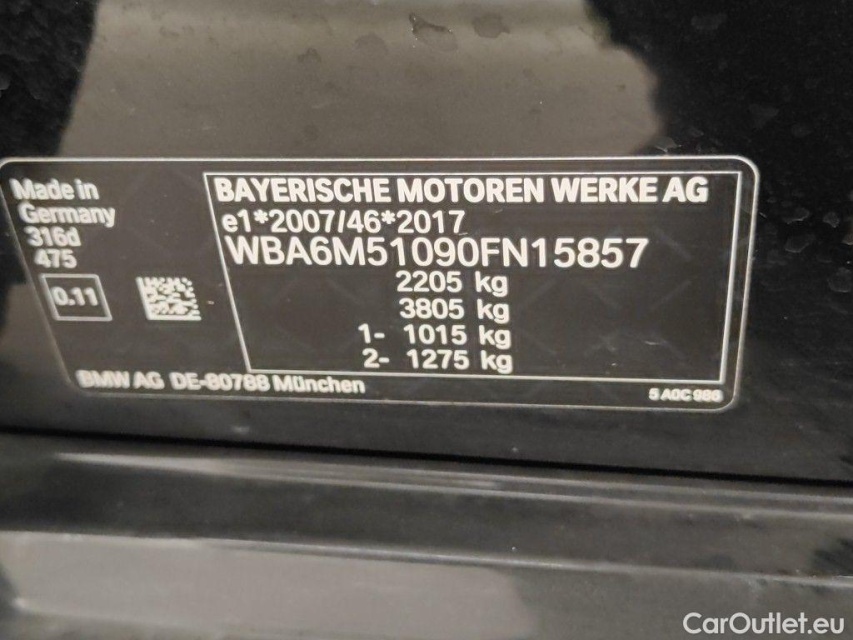 Made in
Germany
316d
475
0.11
BAYERISCHE MOTOREN WERKE AG
e1*2007/46*2017
WBA6M51090FN15857
2205 kg
3805 kg
1- 1015 kg
2- 1275 kg
BMW AG DE-80788 München
5 A0C 986
CarOutlet.eu